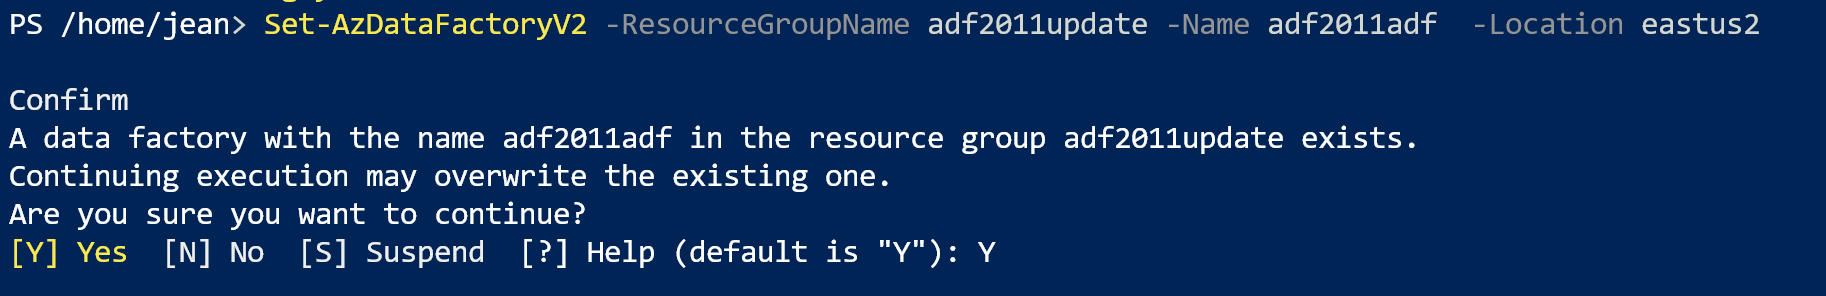 PS /home/jean> Set-AzDataFactoryV2 -ResourceGroupName adf2011update -Name adf2011adf  -Location eastus2
Confirm
A data factory with the name adf2011adf in the resource group adf2011update exists.
Continuing execution may overwrite the existing one.
Are you sure you want to continue?
[Y] Yes  [N] No  [S] Suspend  [?] Help (default is "Y"): Y